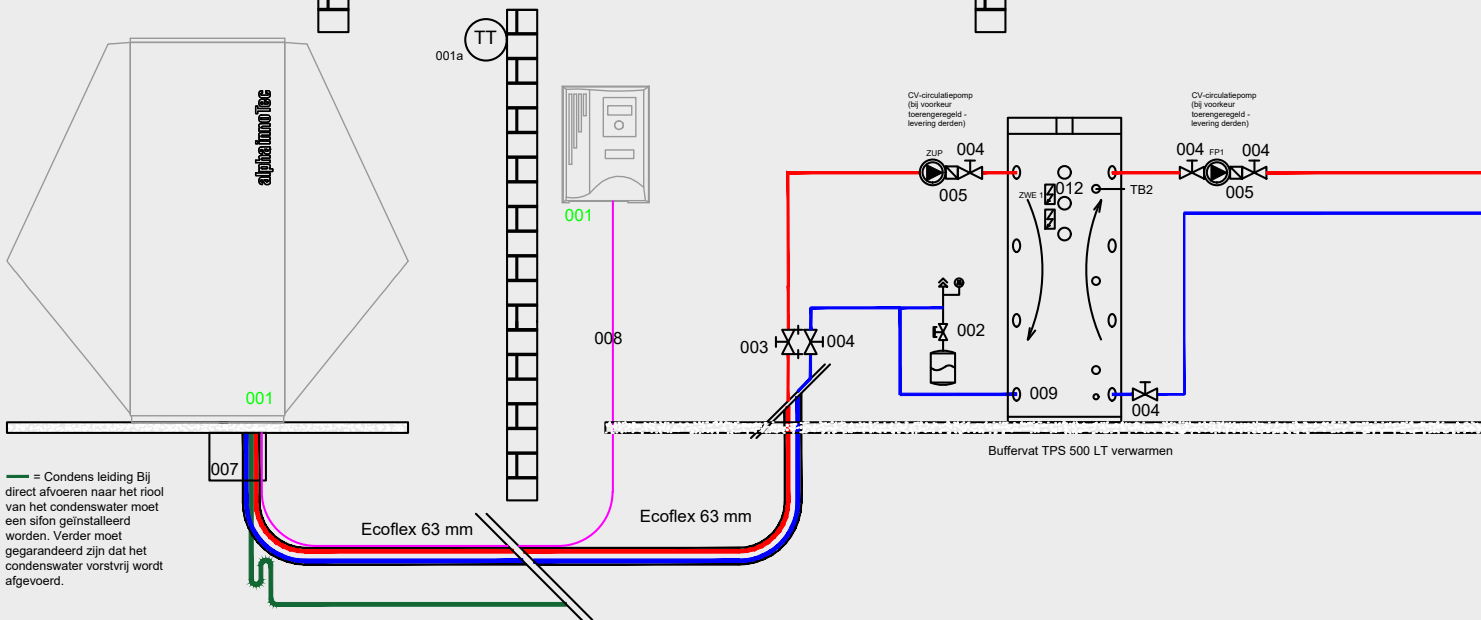 TT
001a
alpha innoTec
001
001
008
007
= Condens leiding Bij
direct afvoeren naar het riool
van het condenswater moet
een sifon geïnstalleerd
worden. Verder moet
gegarandeerd zijn dat het
condenswater vorstvrij wordt
afgevoerd.
Ecoflex 63 mm
Ecoflex 63 mm
003
004
002
CV-circulatiepomp
(bij voorkeur
toerengeregeld -
levering derden)
ZUP
004
005
ZWE 1
012
TB2
009
004
Buffervat TPS 500 LT verwarmen
CV-circulatiepomp
(bij voorkeur
toerengeregeld -
levering derden)
004
FP1
004
005